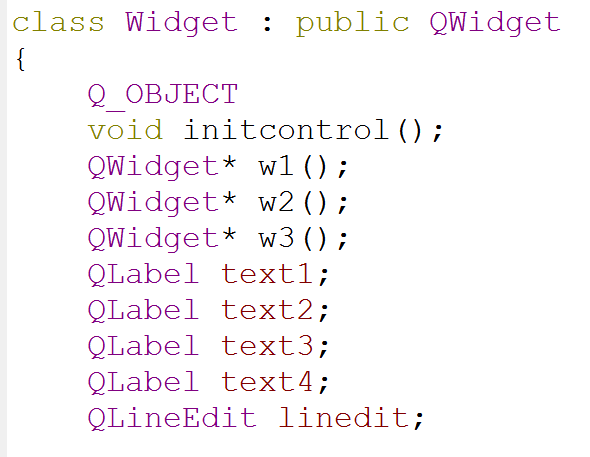 class Widget : public QWidget
{
    Q_OBJECT
    void initcontrol();
    QWidget* w1();
    QWidget* w2();
    QWidget* w3();
    QLabel text1;
    QLabel text2;
    QLabel text3;
    QLabel text4;
    QLineEdit linedit;